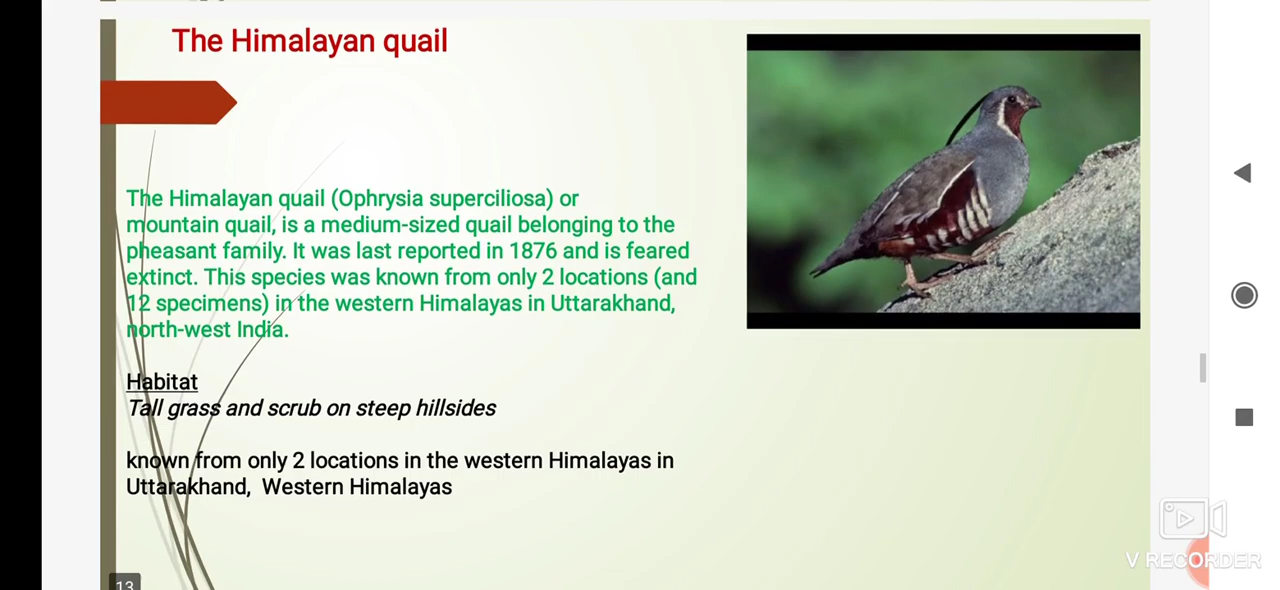 The Himalayan quail
The Himalayan quail (Ophrysia superciliosa) or
mountain quail, is a medium-sized quail belonging to the
pheasant family. It was last reported in 1876 and is feared
extinct. This species was known from only 2 locations (and
12 specimens) in the western Himalayas in Uttarakhand,
north-west India.
Habitat
Tall grass and scrub on steep hillsides
known from only 2 locations in the western Himalayas in
Uttarakhand, Western Himalayas
13
V RECORDER